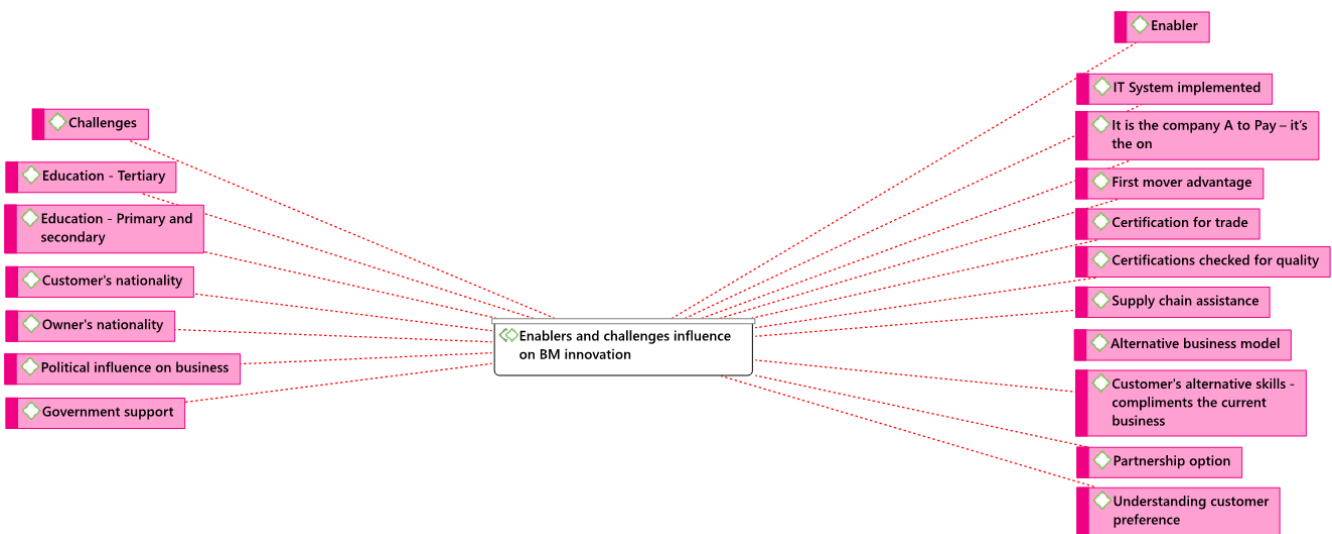 Challenges
Education - Tertiary
Education - Primary and
secondary
Customer's nationality
Owner's nationality
Political influence on business
Government support
Enablers and challenges influence
on BM innovation
Enabler
IT System implemented
It is the company A to Pay – it's
the on
First mover advantage
Certification for trade
Certifications checked for quality
Supply chain assistance
Alternative business model
Customer's alternative skills -
compliments the current
business
Partnership option
Understanding customer
preference